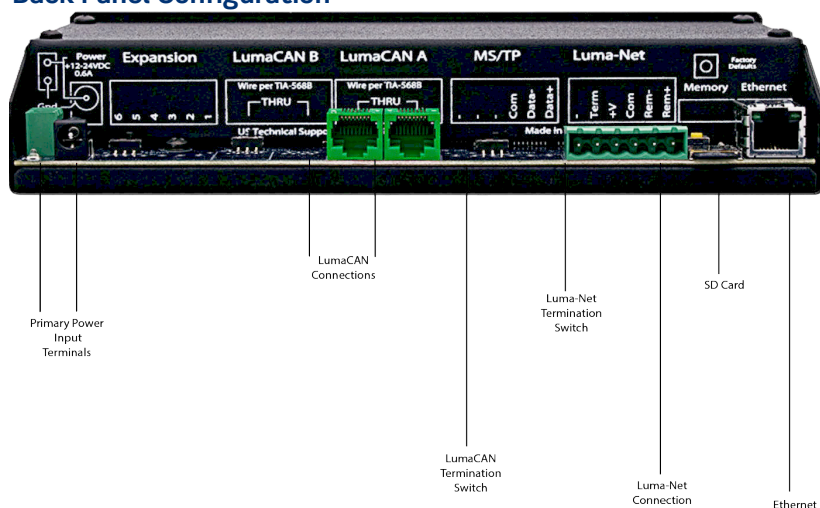 Back Panel Configuration
Power
+12-24VDC
0.6A
Gnd
Expansion
6 5 4 3 2 1
LumaCAN B
Wire per TIA-568B
THRU
LumaCAN A
Wire per TIA-568B
THRU
US Technical Suppo
MS/TP
- - - Com Data- Data+
Made in
Luma-Net
- Term +V Com Rem- Rem+
Factory
Defaults
Memory
Ethernet
LumaCAN
Connections
SD Card
Luma-Net
Termination
Switch
Primary Power
Input
Terminals
LumaCAN
Termination
Switch
Luma-Net
Connection
Ethernet